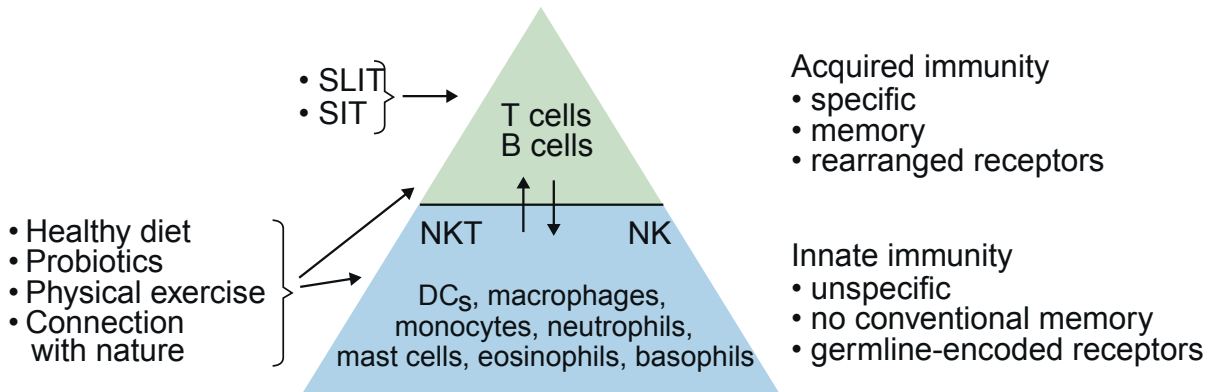 • SLIT
• SIT
T cells
B cells
Acquired immunity
• specific
• memory
• rearranged receptors
• Healthy diet
• Probiotics
• Physical exercise
• Connection
with nature
NKT
NK
DCs, macrophages,
monocytes, neutrophils,
mast cells, eosinophils, basophils
Innate immunity
• unspecific
• no conventional memory
• germline-encoded receptors